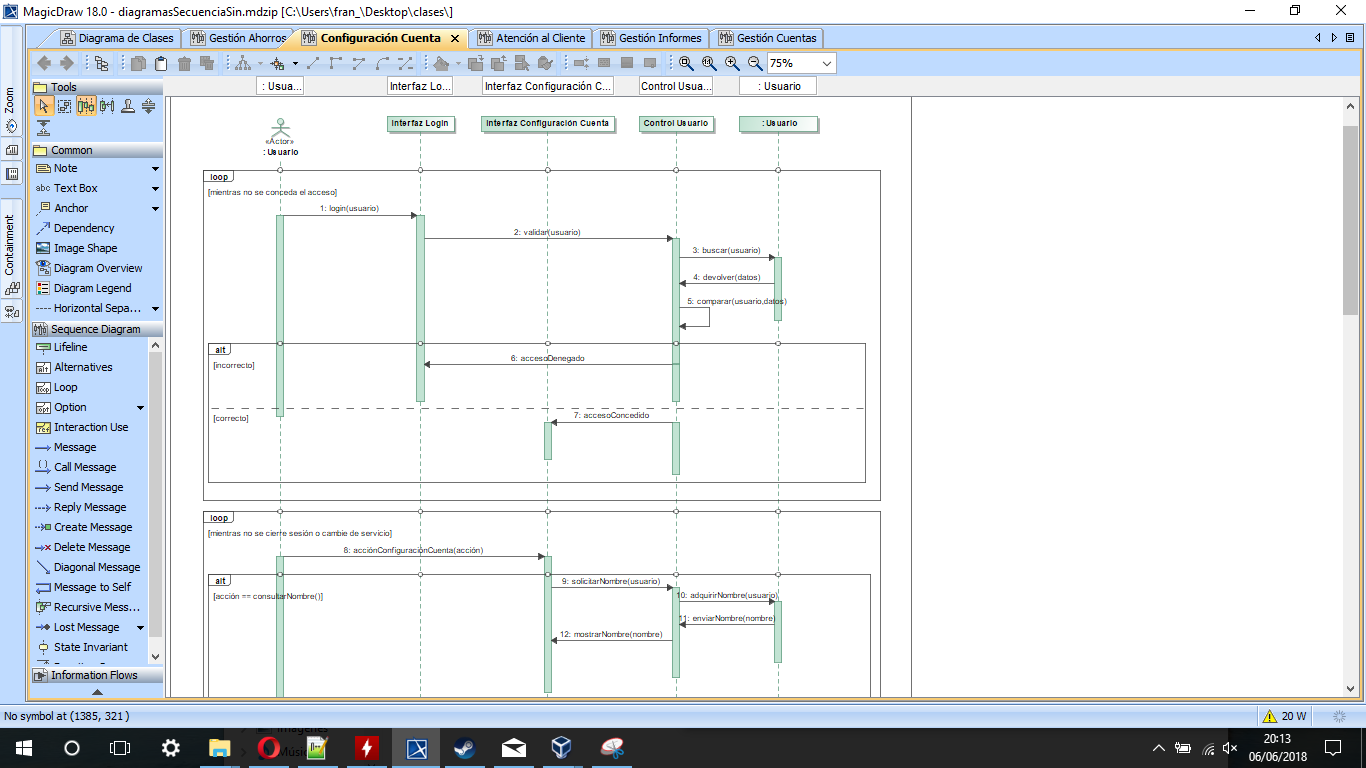 MagicDraw 18.0 - diagramasSecuenciaSin.mdzip [C:\Users\fran_\Desktop\clases\]
Diagrama de Clases
Gestión Ahorros
Configuración Cuenta
Atención al Cliente
Gestión Informes
Gestión Cuentas
75%
Zoom
Containment
Tools
Common
Note
abc Text Box
Anchor
Dependency
Image Shape
Diagram Overview
Diagram Legend
Horizontal Sepa...
Sequence Diagram
Lifeline
Alternatives
Loop
Option
Interaction Use
Message
Call Message
Send Message
Reply Message
Create Message
Delete Message
Diagonal Message
Message to Self
Recursive Mess...
Lost Message
State Invariant
Information Flows
: Usua...
Interfaz Lo...
Interfaz Configuración C...
Control Usua...
: Usuario
«Actor»
: Usuario
Interfaz Login
Interfaz Configuración Cuenta
Control Usuario
: Usuario
loop
[mientras no se conceda el acceso]
1: login(usuario)
2: validar(usuario)
3: buscar(usuario)
4: devolver(datos)
5: comparar(usuario,datos)
alt
6: accesoDenegado
[incorrecto]
7: accesoConcedido
[correcto]
loop
[mientras no se cierre sesión o cambie de servicio]
8: acciónConfiguraciónCuenta(acción)
alt
9: solicitarNombre(usuario)
[acción == consultarNombre()]
10: adquirirNombre(usuario)
11: enviarNombre(nombre)
12: mostrarNombre(nombre)
No symbol at (1385, 321 )
20 W
Imágenes
Músic
20:13
06/06/2018